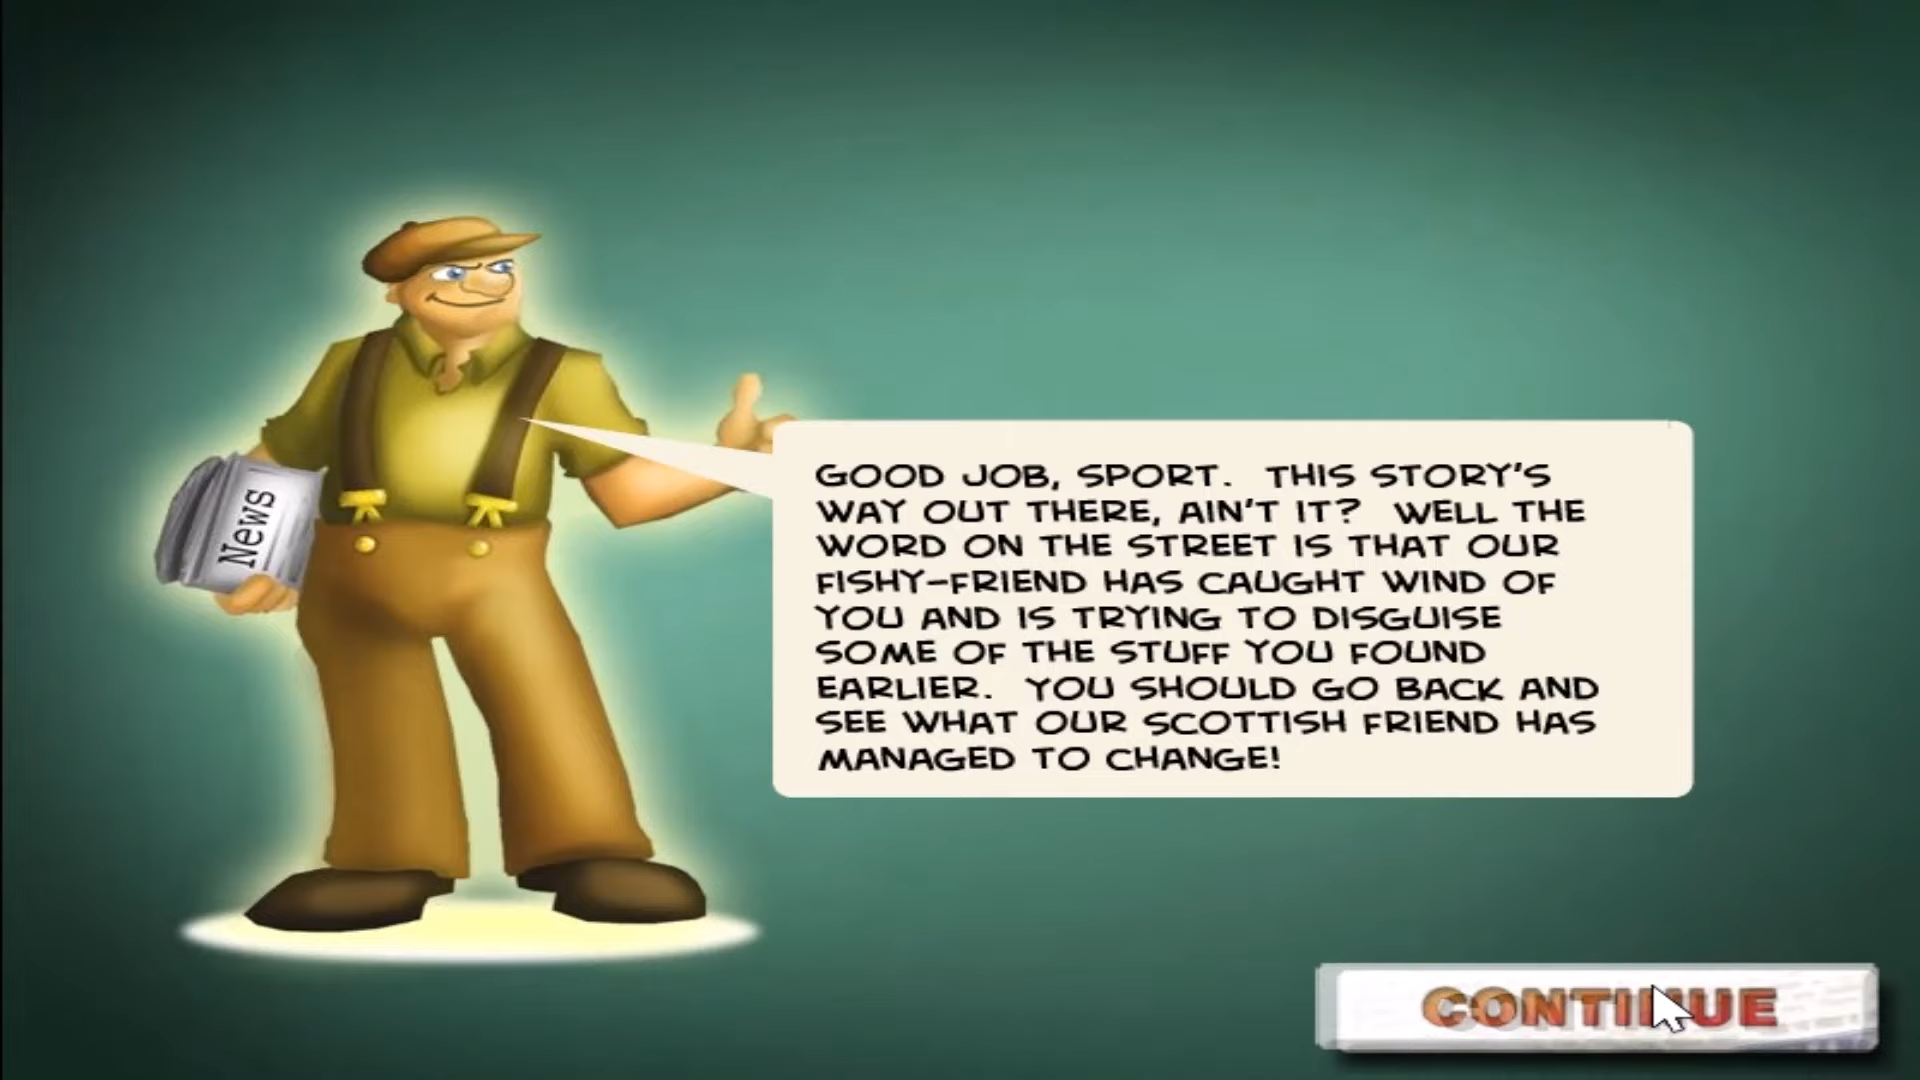 News
GOOD JOB, SPORT. THIS STORY'S
WAY OUT THERE, AIN'T IT? WELL THE
WORD ON THE STREET IS THAT OUR
FISHY-FRIEND HAS CAUGHT WIND OF
YOU AND IS TRYING TO DISGUISE
SOME OF THE STUFF YOU FOUND
EARLIER. YOU SHOULD GO BACK AND
SEE WHAT OUR SCOTTISH FRIEND HAS
MANAGED TO CHANGE!
CONTINUE